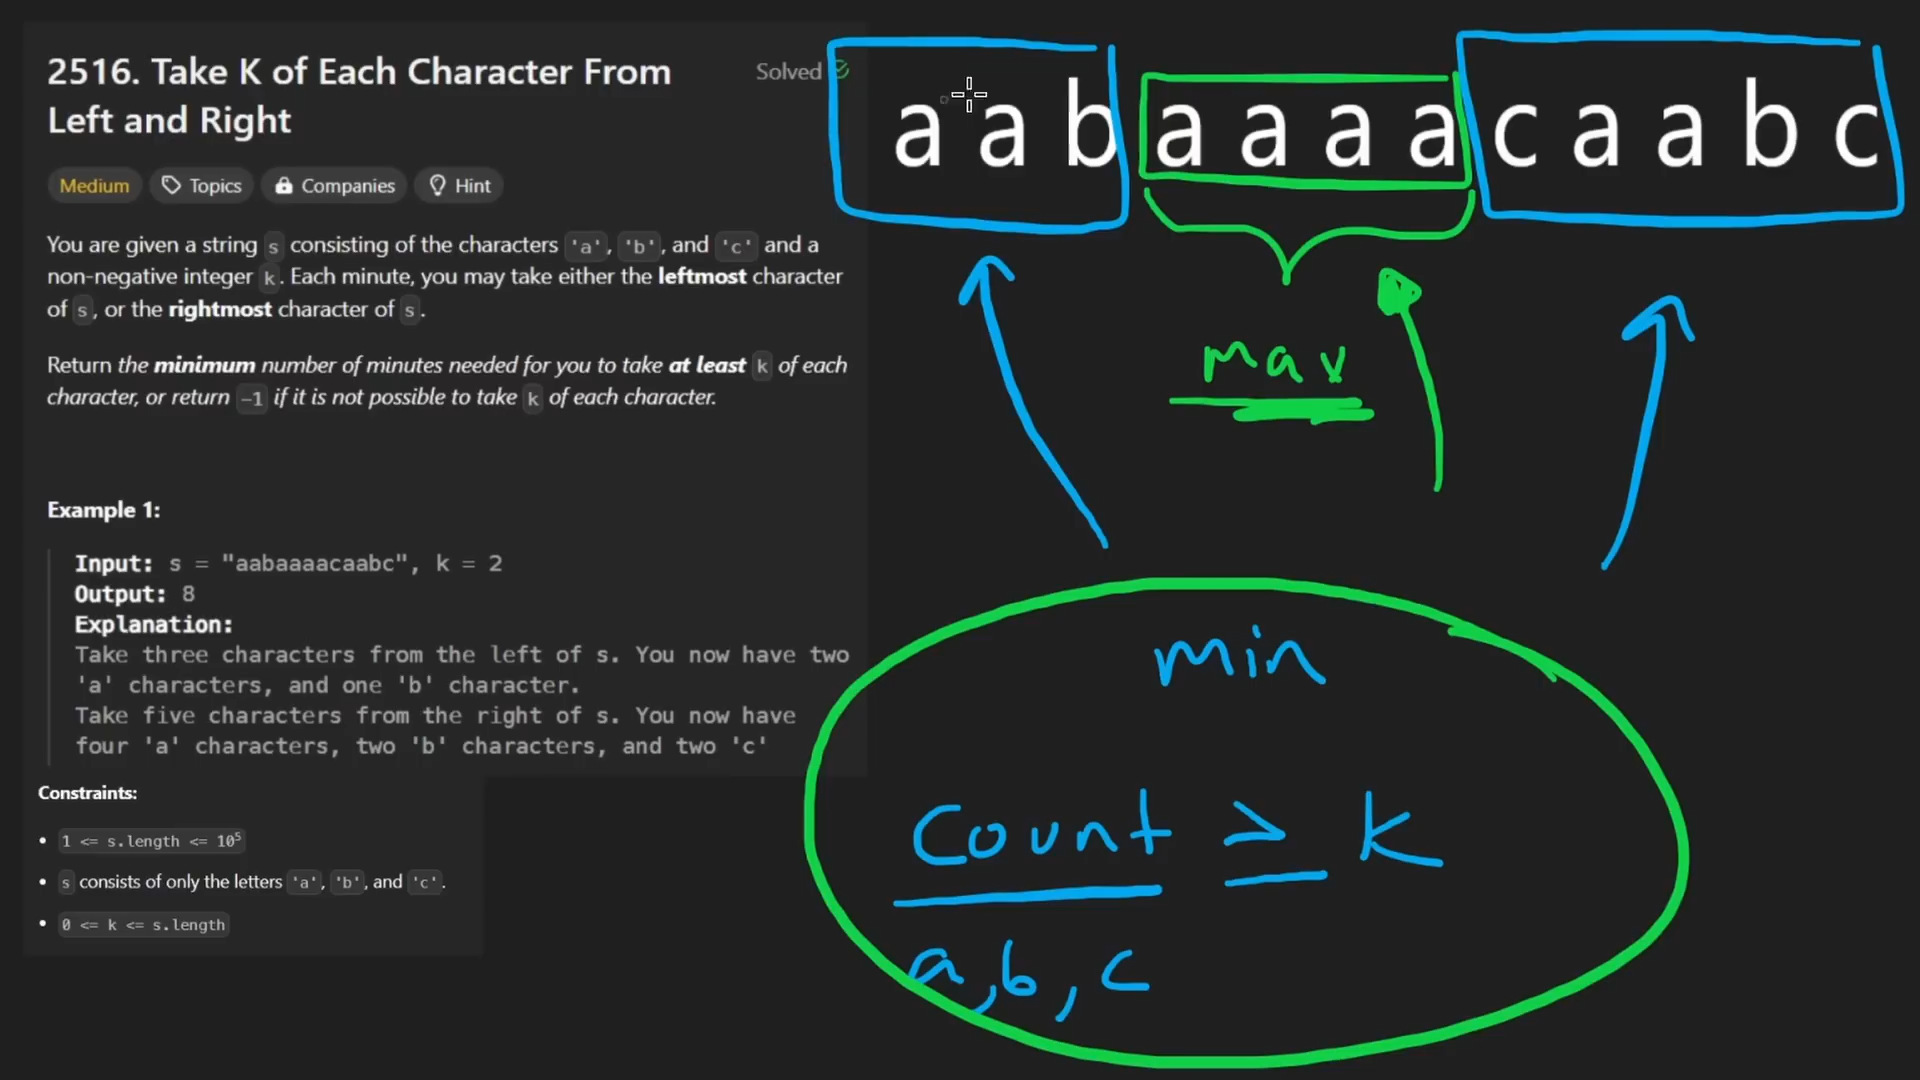 2516. Take K of Each Character From
Left and Right
Solved
Medium
Topics
Companies
Hint
You are given a string s consisting of the characters 'a', 'b', and 'c' and a
non-negative integer k. Each minute, you may take either the leftmost character
of s, or the rightmost character of s.
Return the minimum number of minutes needed for you to take at least k of each
character, or return -1 if it is not possible to take k of each character.
Example 1:
Input: s = "aabaaaacaabc", k = 2
Output: 8
Explanation:
Take three characters from the left of s. You now have two
'a' characters, and one 'b' character.
Take five characters from the right of s. You now have
four 'a' characters, two 'b' characters, and two 'c'
Constraints:
1 <= s.length <= 10⁵
s consists of only the letters 'a', 'b', and 'c'.
0 <= k <= s.length
a a b a a a a c a a b c
max
min
Count ≥ k
a, b, c